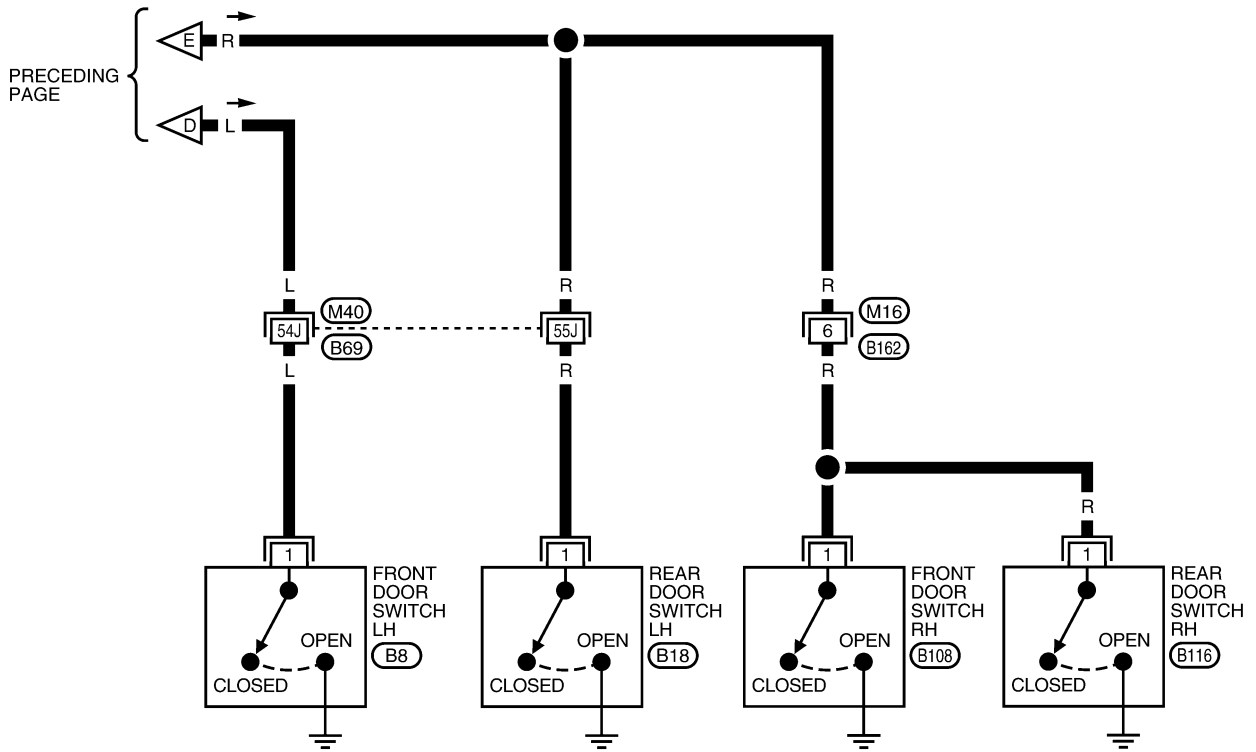 E R
PRECEDING
PAGE
D L
L
R
R
54J
M40
B69
55J
6
M16
B162
L
R
R
R
1
FRONT
DOOR
SWITCH
LH
B8
OPEN
CLOSED
1
REAR
DOOR
SWITCH
LH
B18
OPEN
CLOSED
1
FRONT
DOOR
SWITCH
RH
B108
OPEN
CLOSED
1
REAR
DOOR
SWITCH
RH
B116
OPEN
CLOSED